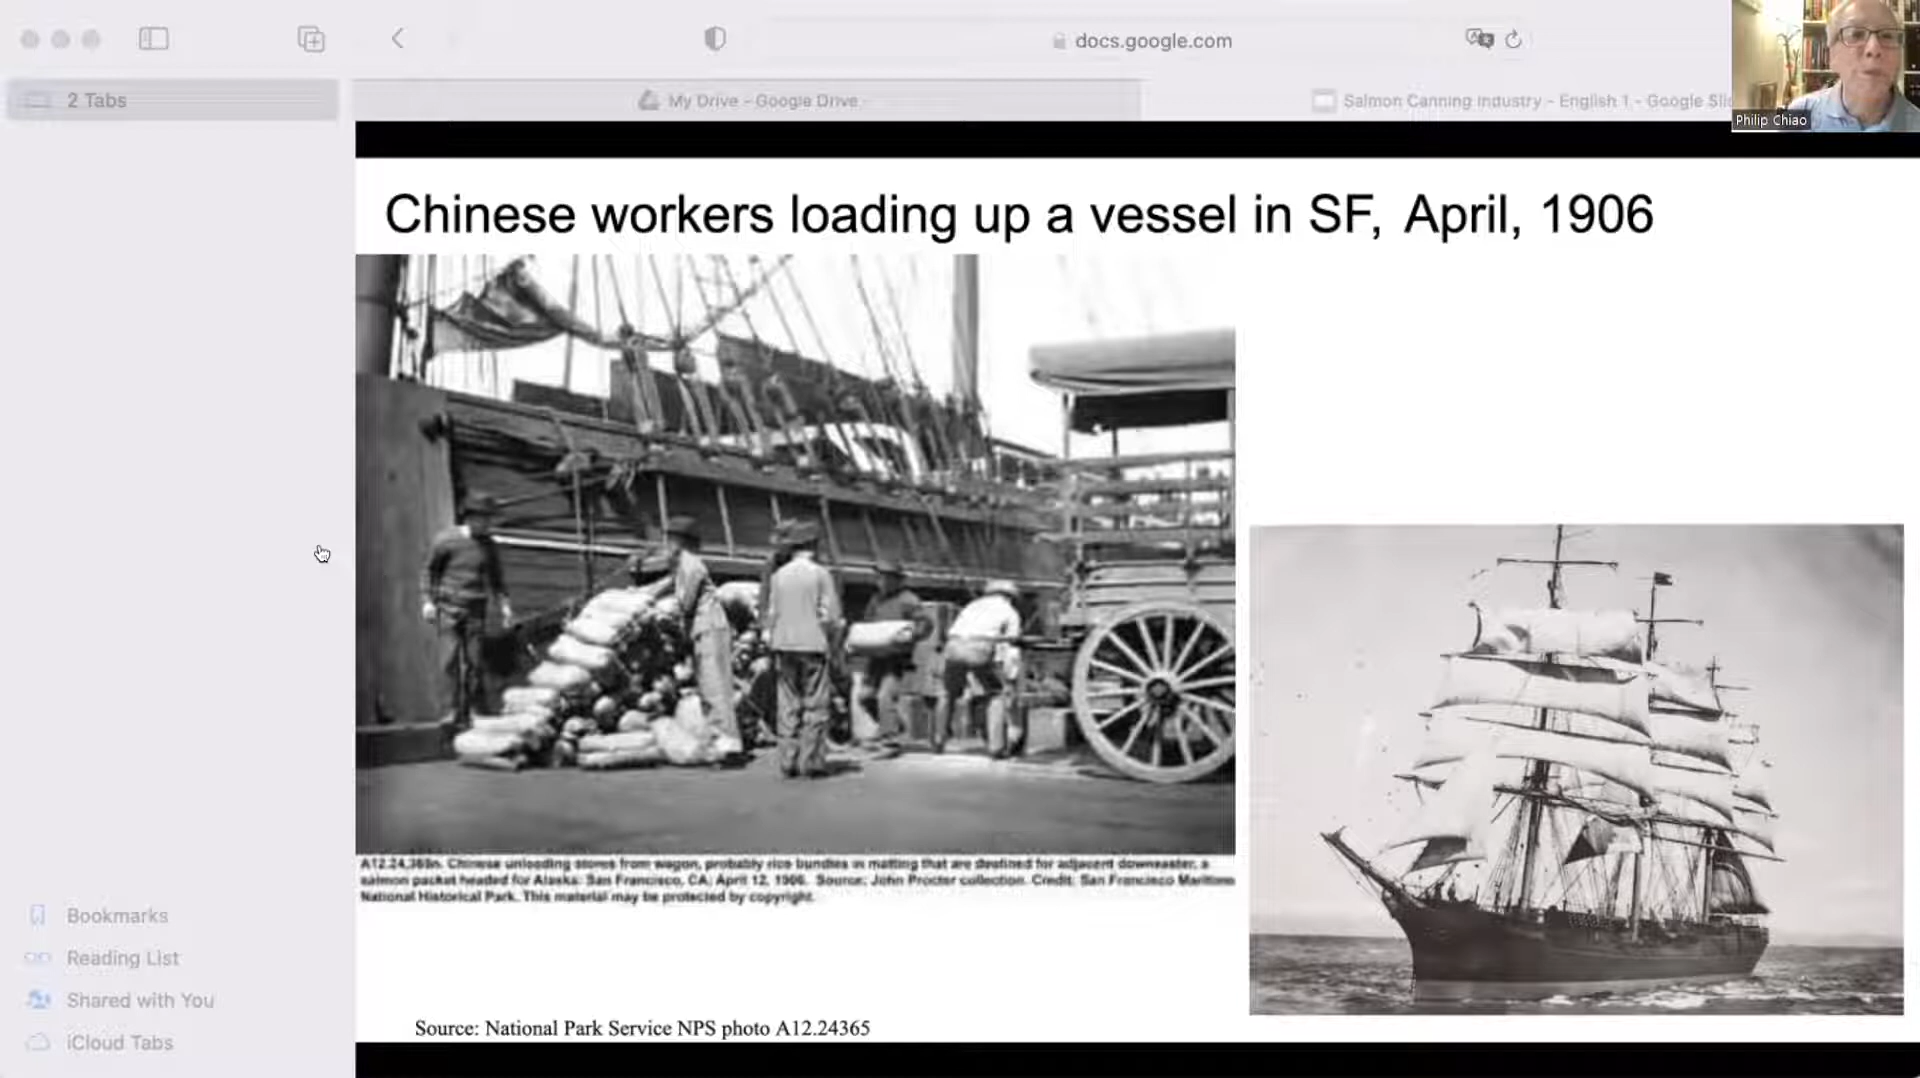 docs.google.com
2 Tabs
My Drive - Google Drive
Salmon Canning Industry - English 1 - Google Sli
Philip Chiao
Chinese workers loading up a vessel in SF, April, 1906
A12.24,365n. Chinese unloading stores from wagon, probably rice bundles in matting that are destined for adjacent downeaster, a
salmon packet headed for Alaska. San Francisco, CA; April 12, 1906. Source: John Procter collection. Credit: San Francisco Maritime
National Historical Park. This material may be protected by copyright.
Bookmarks
Reading List
Shared with You
iCloud Tabs
Source: National Park Service NPS photo A12.24365